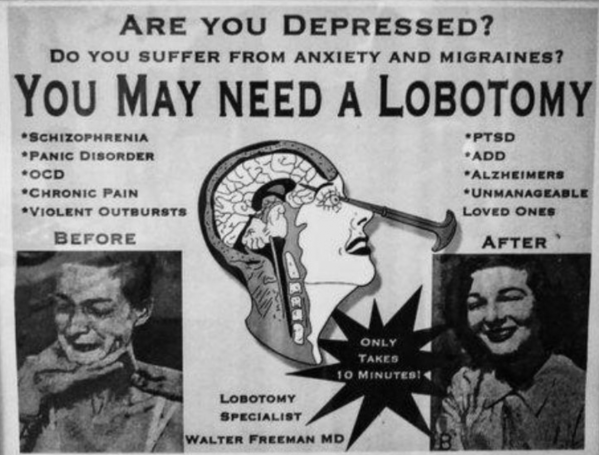 ARE YOU DEPRESSED?
DO YOU SUFFER FROM ANXIETY AND MIGRAINES?
YOU MAY NEED A LOBOTOMY
*SCHIZOPHRENIA
*PANIC DISORDER
*OCD
*CHRONIC PAIN
*VIOLENT OUTBURSTS
*PTSD
*ADD
*ALZHEIMERS
*UNMANAGEABLE
LOVED ONES
BEFORE
AFTER
ONLY
TAKES
10 MINUTES!
LOBOTOMY
SPECIALIST
WALTER FREEMAN MD
B